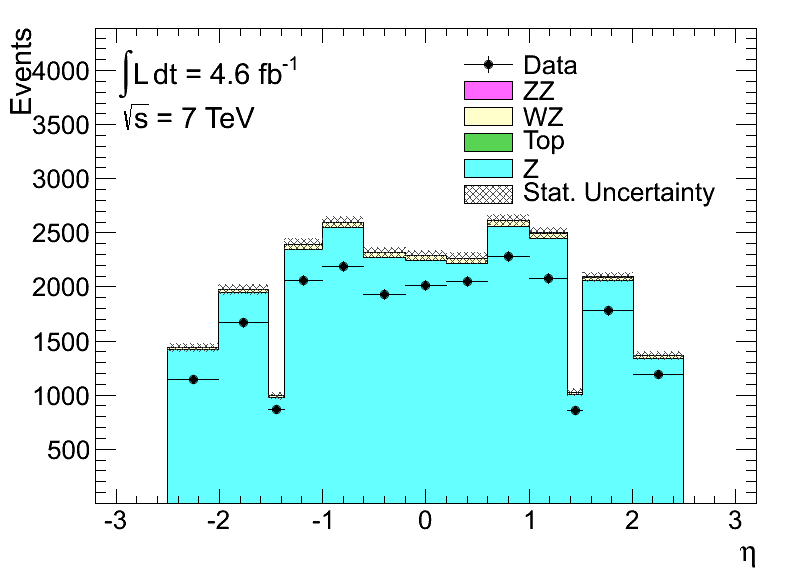 Events
∫L dt = 4.6 fb⁻¹
√s = 7 TeV
Data
ZZ
WZ
Top
Z
Stat. Uncertainty
4000
3500
3000
2500
2000
1500
1000
500
-3 -2 -1 0 1 2 3
η